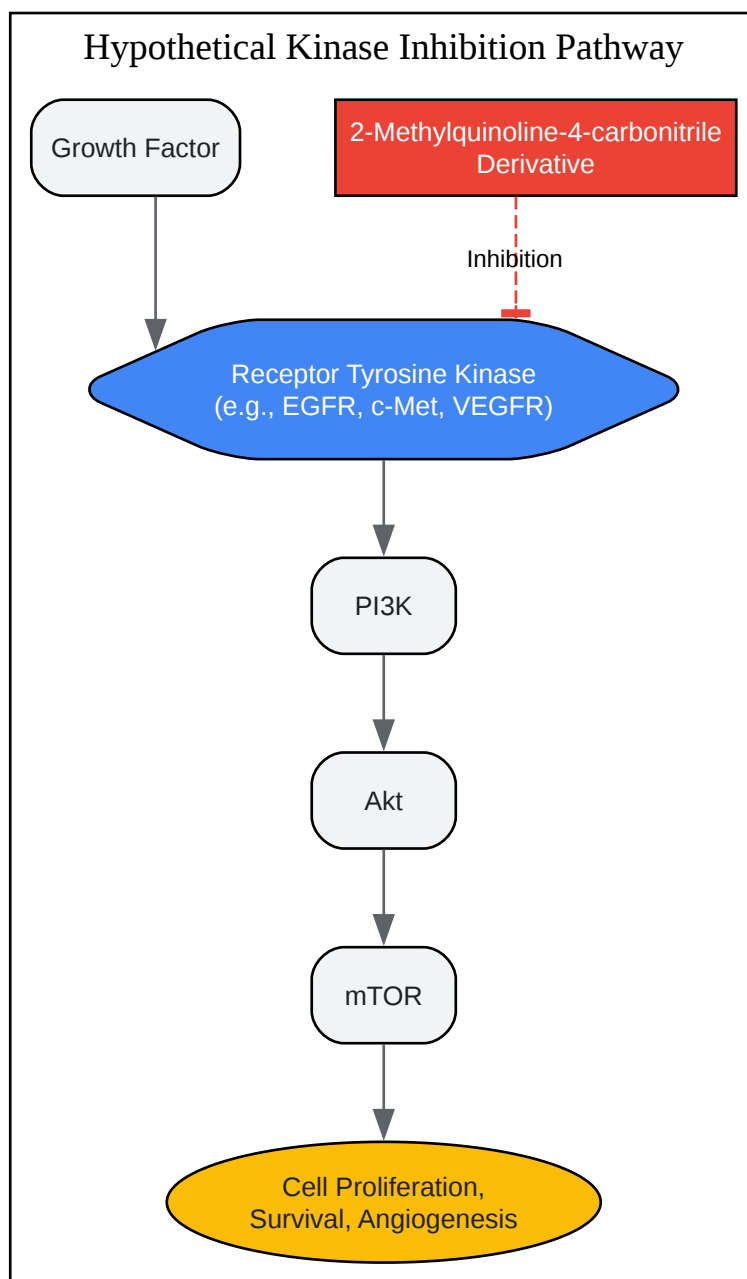 Hypothetical Kinase Inhibition Pathway
Growth Factor
2-Methylquinoline-4-carbonitrile
Derivative
Inhibition
Receptor Tyrosine Kinase
(e.g., EGFR, c-Met, VEGFR)
PI3K
Akt
mTOR
Cell Proliferation,
Survival, Angiogenesis